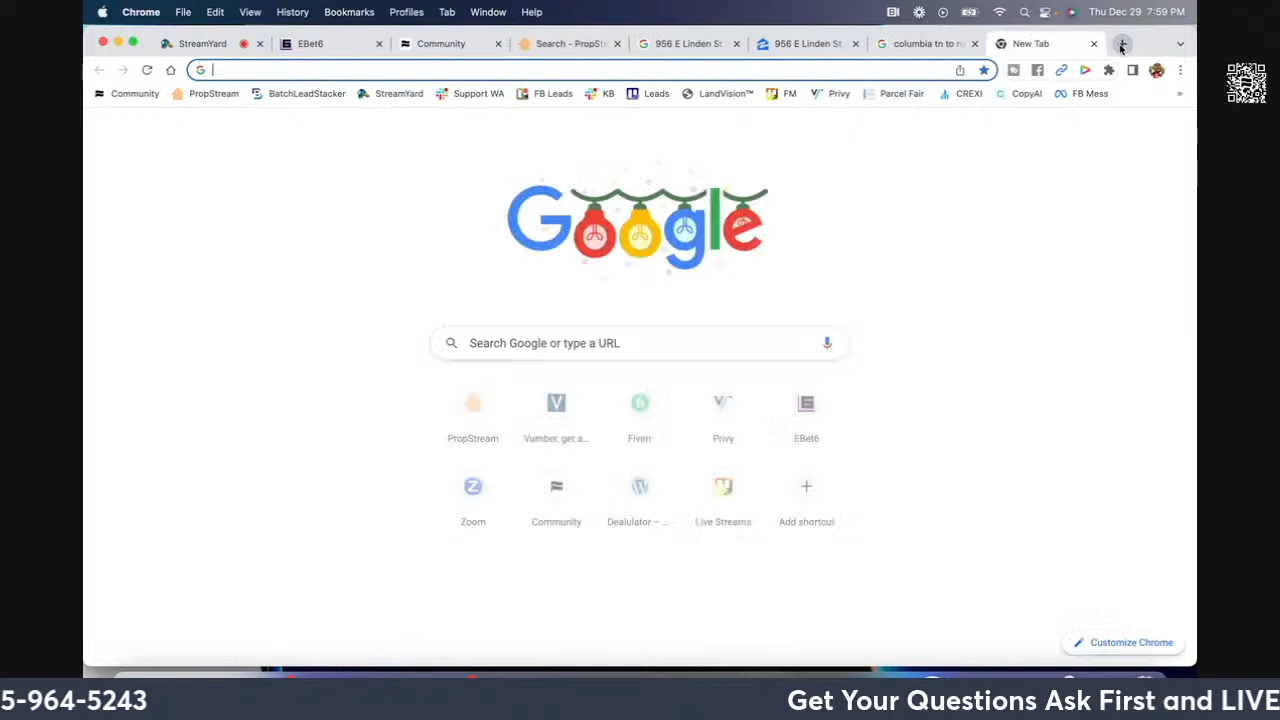 Chrome File Edit View History Bookmarks Profiles Tab Window Help Thu Dec 29 7:59 PM
StreamYard EBet6 Community Search - PropStr 956 E Linden St 956 E Linden St. columbia tn to n New Tab
Community PropStream BatchLeadStacker StreamYard Support WA FB Leads KB Leads LandVision™ FM Privy Parcel Fair CREXI CopyAI FB Mess »
Google
Search Google or type a URL
PropStream Vumber, get a... Fiverr Privy EBet6
Zoom Community Dealulator – ... Live Streams Add shortcut
Customize Chrome
5-964-5243 Get Your Questions Ask First and LIVE